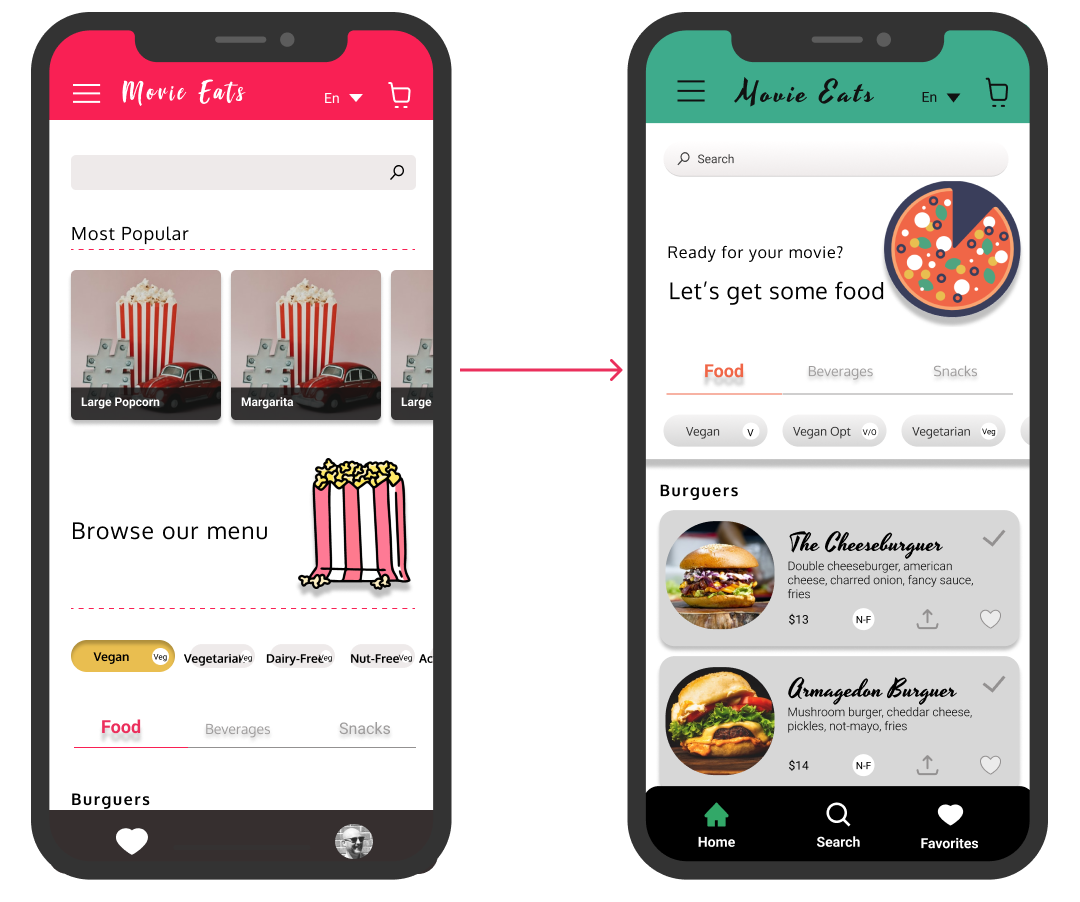 Movie Eats
En
Most Popular
Large Popcorn
Margarita
Large
Browse our menu
Vegan
Veg
Vegetarian
Veg
Dairy-Free
Veg
Nut-Free
Veg
Ac
Food
Beverages
Snacks
Burguers
Movie Eats
En
Search
Ready for your movie?
Let's get some food
Food
Beverages
Snacks
Vegan
V
Vegan Opt
V/O
Vegetarian
Veg
Burguers
The Cheeseburguer
Double cheeseburger, american
cheese, charred onion, fancy sauce,
fries
$13
N-F
Armagedon Burguer
Mushroom burger, cheddar cheese,
pickles, not-mayo, fries
$14
N-F
Home
Search
Favorites